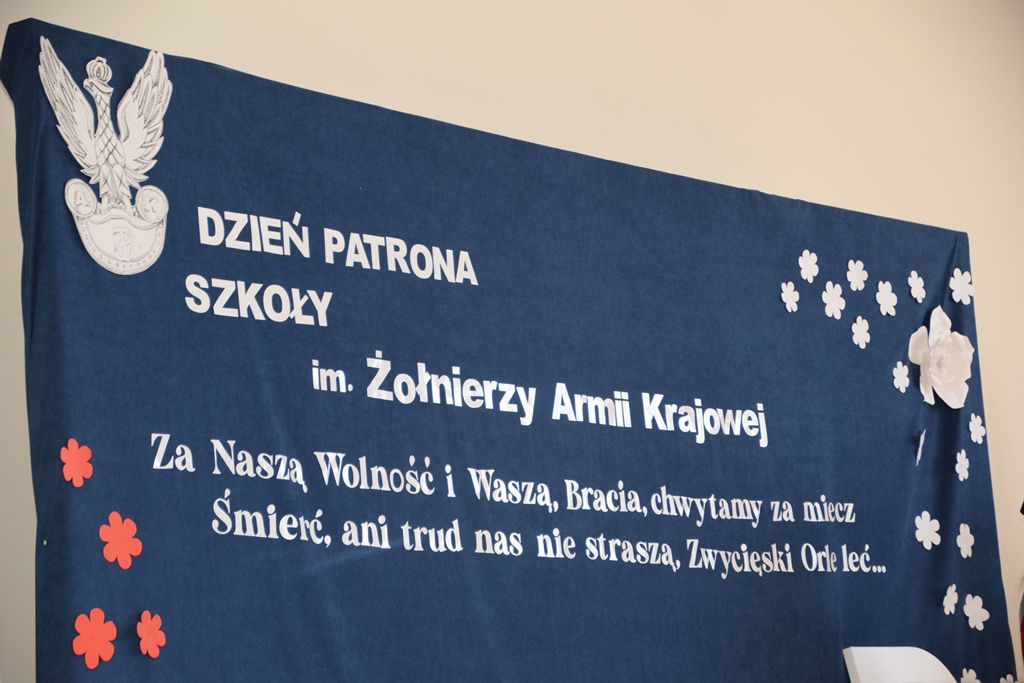 A K
DZIEŃ PATRONA
SZKOŁY
im. Żołnierzy Armii Krajowej
Za Naszą Wolność i Waszą, Bracia, chwytamy za miecz
Śmierć, ani trud nas nie straszą, Zwycięski Orle leć...